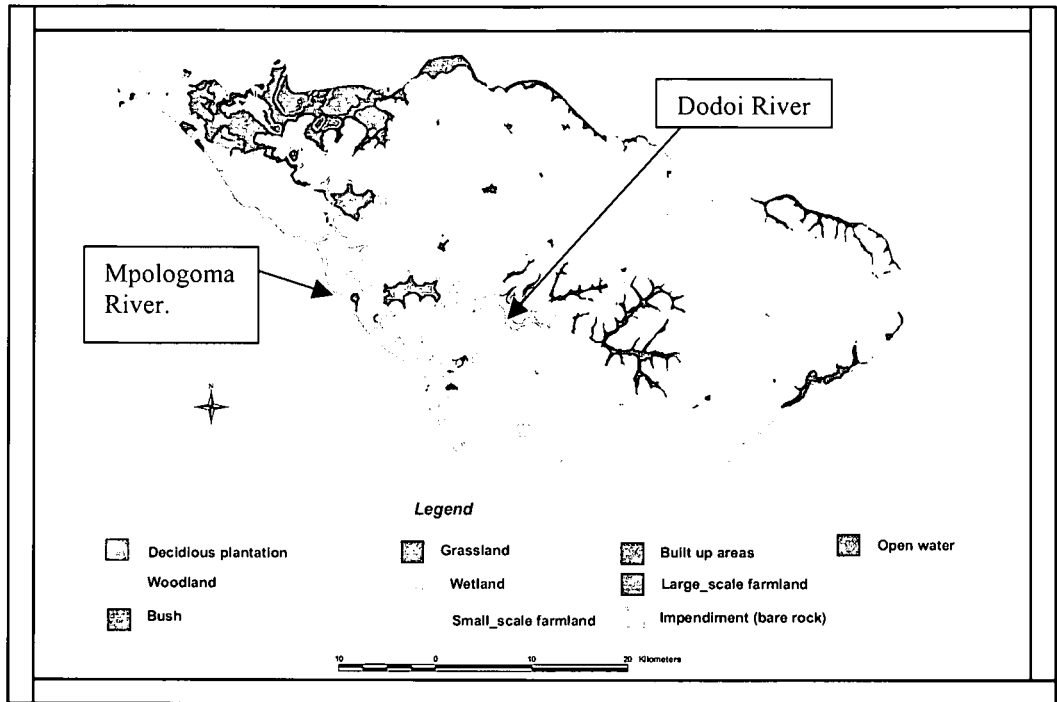 Dodoi River
Mpologoma
River.
N
Legend
Decidious plantation
Woodland
Bush
Grassland
Wetland
Small_scale farmland
Built up areas
Large_scale farmland
Impendiment (bare rock)
Open water
10 0 10 20 Kilometers